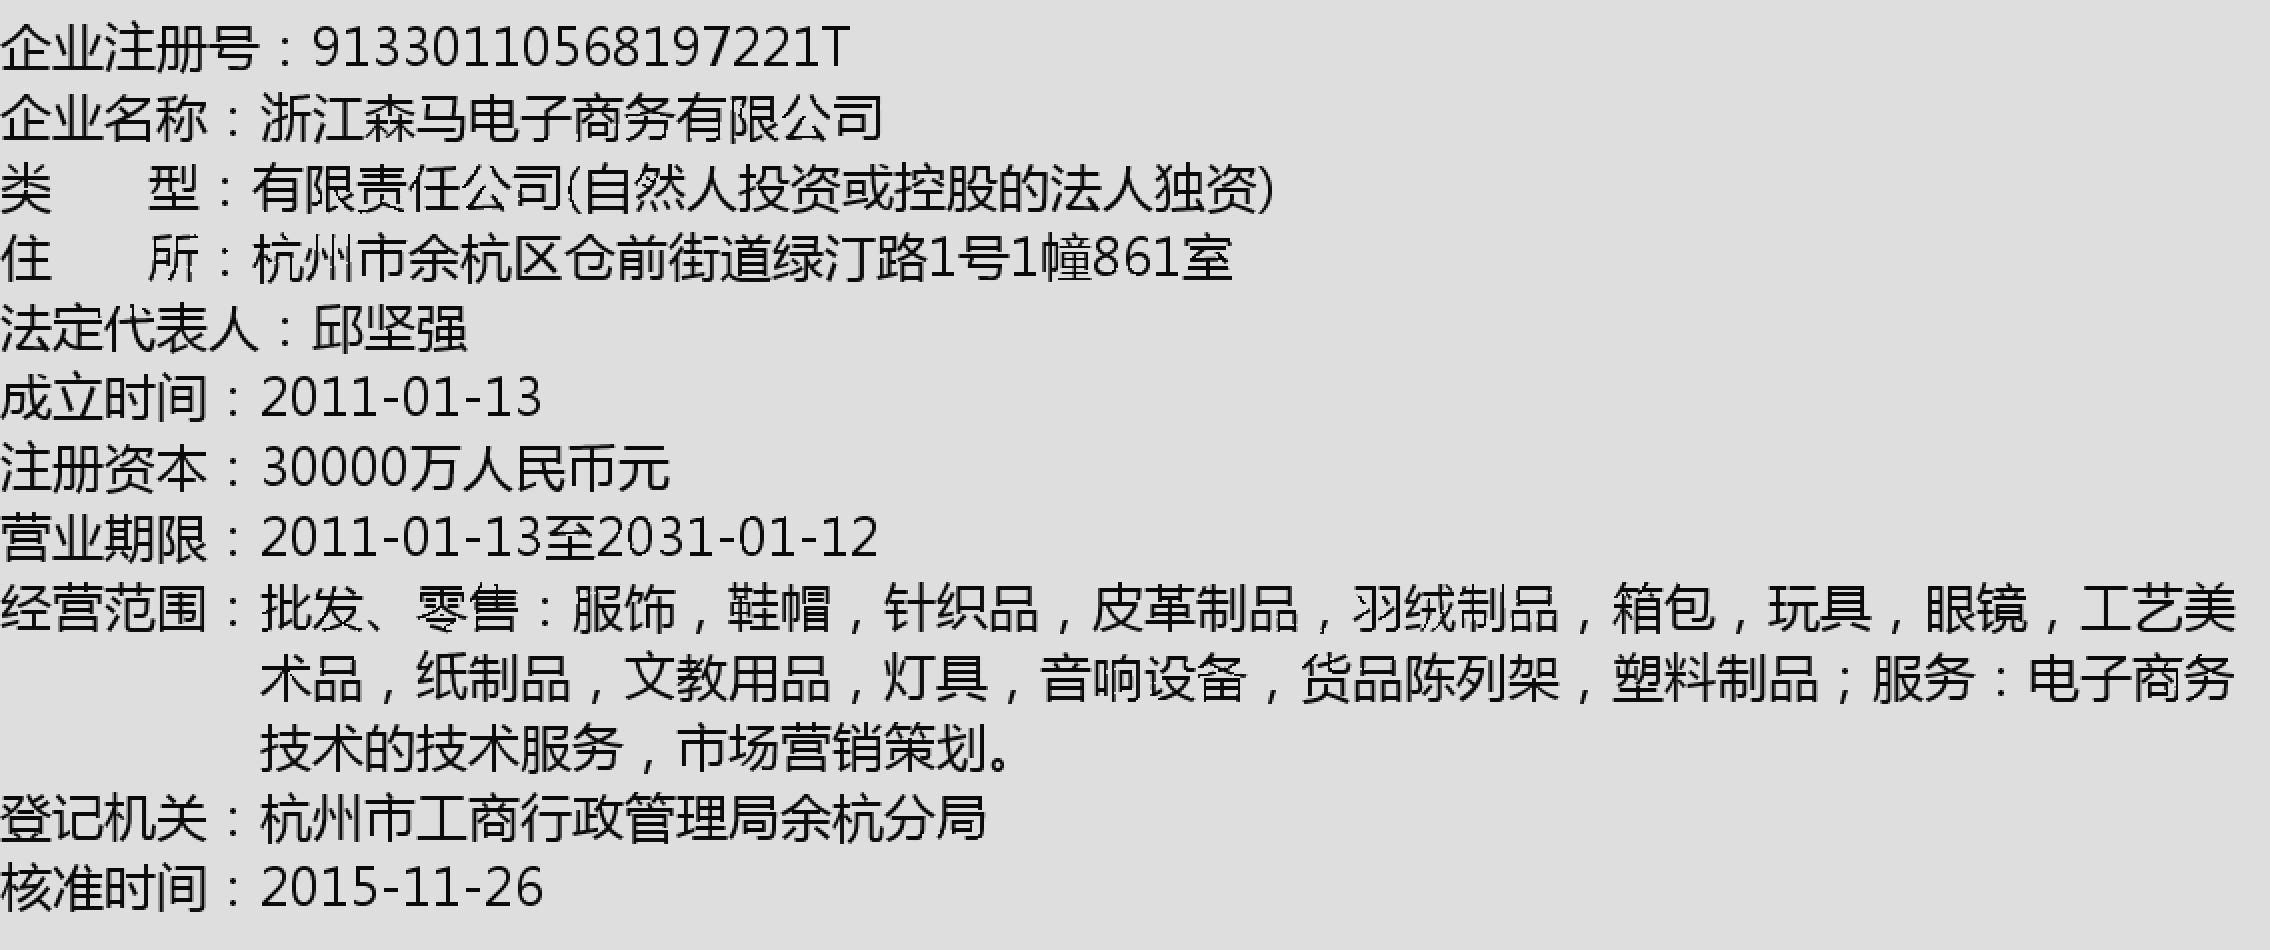 企业注册号：91330110568197221T
企业名称：浙江森马电子商务有限公司
类　　型：有限责任公司(自然人投资或控股的法人独资)
住　　所：杭州市余杭区仓前街道绿汀路1号1幢861室
法定代表人：邱坚强
成立时间：2011-01-13
注册资本：30000万人民币元
营业期限：2011-01-13至2031-01-12
经营范围：批发、零售：服饰，鞋帽，针织品，皮革制品，羽绒制品，箱包，玩具，眼镜，工艺美
术品，纸制品，文教用品，灯具，音响设备，货品陈列架，塑料制品；服务：电子商务
技术的技术服务，市场营销策划。
登记机关：杭州市工商行政管理局余杭分局
核准时间：2015-11-26